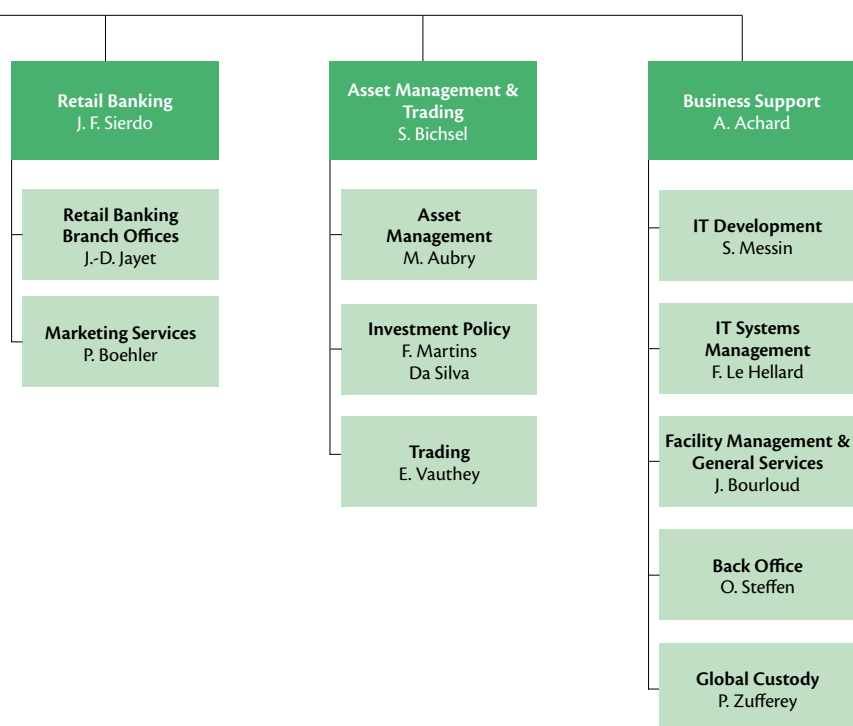 Retail Banking
J. F. Sierdo
Retail Banking
Branch Offices
J.-D. Jayet
Marketing Services
P. Boehler
Asset Management &
Trading
S. Bichsel
Asset
Management
M. Aubry
Investment Policy
F. Martins
Da Silva
Trading
E. Vauthey
Business Support
A. Achard
IT Development
S. Messin
IT Systems
Management
F. Le Hellard
Facility Management &
General Services
J. Bourloud
Back Office
O. Steffen
Global Custody
P. Zufferey